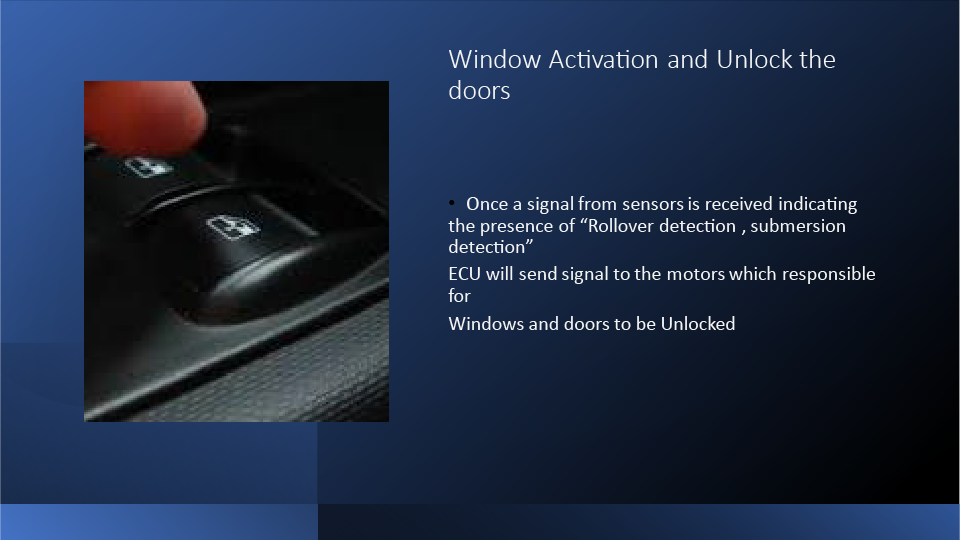 Window Activation and Unlock the
doors
• Once a signal from sensors is received indicating
the presence of “Rollover detection , submersion
detection”
ECU will send signal to the motors which responsible
for
Windows and doors to be Unlocked